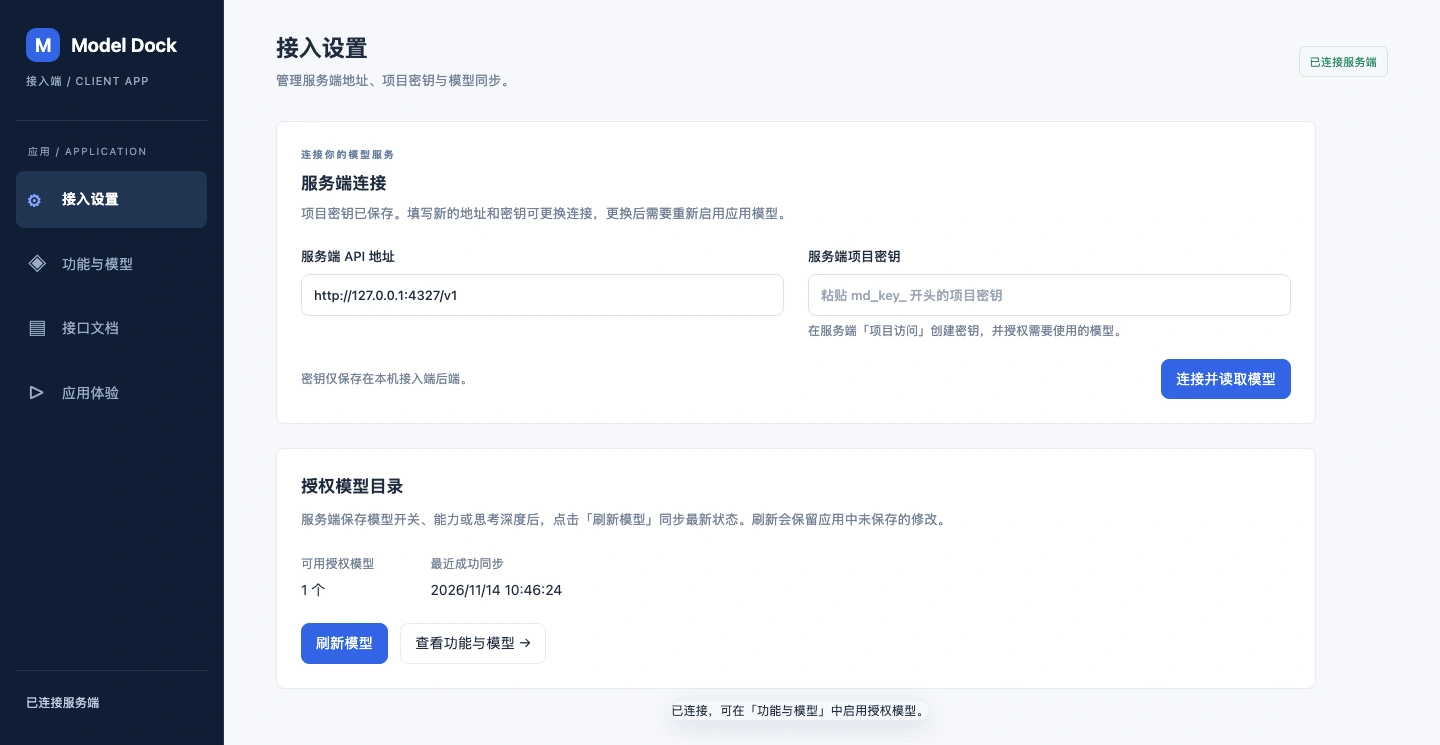 M Model Dock
接入端 / CLIENT APP
应用 / APPLICATION
接入设置
功能与模型
接口文档
应用体验
已连接服务端
接入设置
管理服务端地址、项目密钥与模型同步。
已连接服务端
连接你的模型服务
服务端连接
项目密钥已保存。填写新的地址和密钥可更换连接，更换后需要重新启用应用模型。
服务端 API 地址
http://127.0.0.1:4327/v1
服务端项目密钥
粘贴 md_key_ 开头的项目密钥
在服务端「项目访问」创建密钥，并授权需要使用的模型。
密钥仅保存在本机接入端后端。
连接并读取模型
授权模型目录
服务端保存模型开关、能力或思考深度后，点击「刷新模型」同步最新状态。刷新会保留应用中未保存的修改。
可用授权模型
1 个
最近成功同步
2026/11/14 10:46:24
刷新模型
查看功能与模型 →
已连接，可在「功能与模型」中启用授权模型。